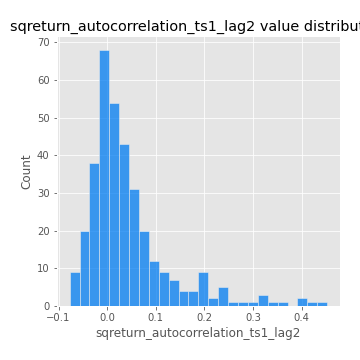 sqreturn_autocorrelation_ts1_lag2 value distribut
70
60
50
40
30
20
10
0
Count
−0.1 0.0 0.1 0.2 0.3 0.4
sqreturn_autocorrelation_ts1_lag2